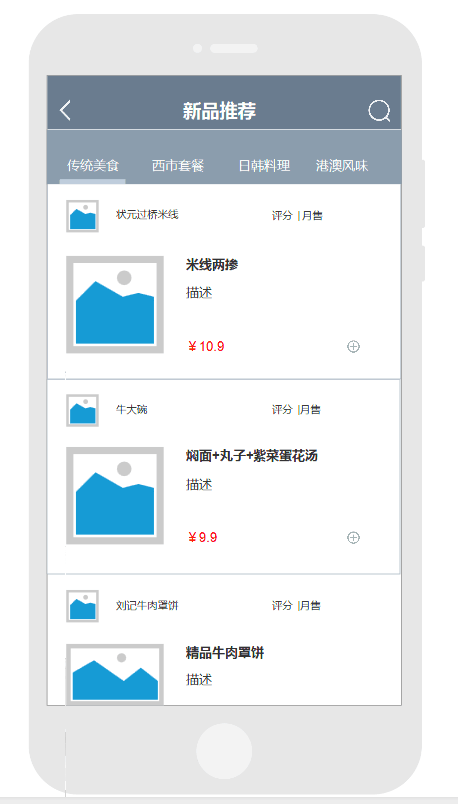 新品推荐
传统美食 西市套餐 日韩料理 港澳风味
状元过桥米线 评分 |月售
米线两掺
描述
￥10.9
牛大碗 评分 |月售
焖面+丸子+紫菜蛋花汤
描述
￥9.9
刘记牛肉罩饼 评分 |月售
精品牛肉罩饼
描述